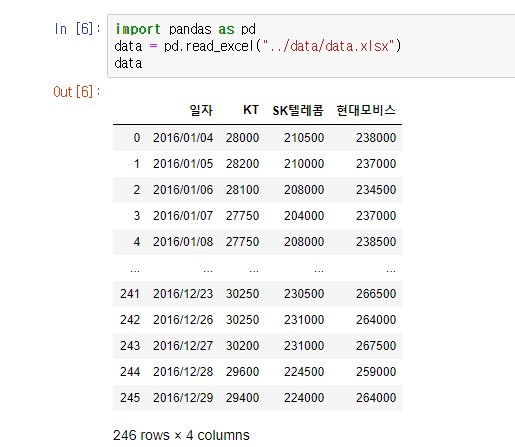 In [6]: import pandas as pd
data = pd.read_excel("../data/data.xlsx")
data
Out[6]:
일자 KT SK텔레콤 현대모비스
0 2016/01/04 28000 210500 238000
1 2016/01/05 28200 210000 237000
2 2016/01/06 28100 208000 234500
3 2016/01/07 27750 204000 237000
4 2016/01/08 27750 208000 238500
... ... ... ... ...
241 2016/12/23 30250 230500 266500
242 2016/12/26 30250 231000 264000
243 2016/12/27 30200 231000 267500
244 2016/12/28 29600 224500 259000
245 2016/12/29 29400 224000 264000
246 rows × 4 columns